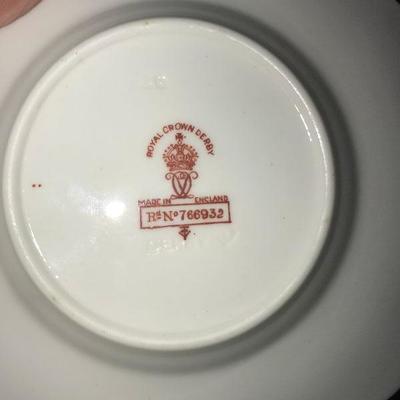 ROYAL CROWN DERBY
MADE IN ENGLAND
Rd No 766932